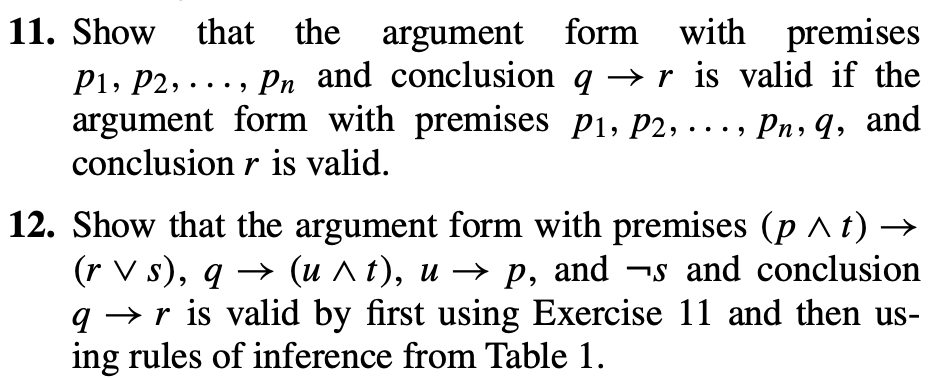 11. Show that the argument form with premises
p₁, p₂, . . . , pₙ and conclusion q → r is valid if the
argument form with premises p₁, p₂, . . . , pₙ, q, and
conclusion r is valid.
12. Show that the argument form with premises (p ∧ t) →
(r ∨ s), q → (u ∧ t), u → p, and ¬s and conclusion
q → r is valid by first using Exercise 11 and then us-
ing rules of inference from Table 1.